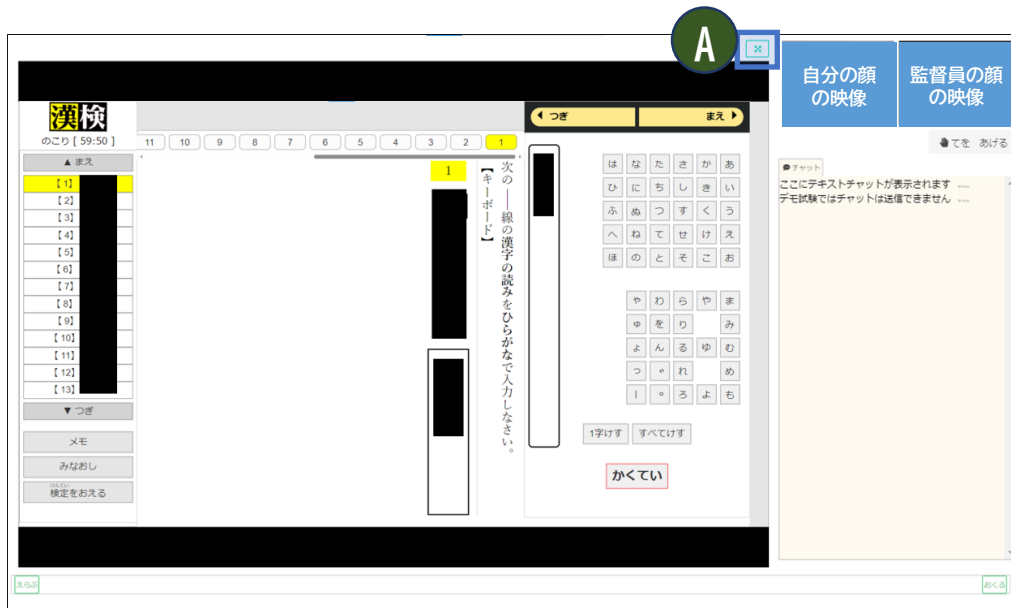 A
自分の顔
の映像
監督員の顔
の映像
漢検
のこり [ 59:50 ]
▲ まえ
【 1】
【 2】
【 3】
【 4】
【 5】
【 6】
【 7】
【 8】
【 9】
【 10】
【 11】
【 12】
【 13】
▼ つぎ
メモ
みなおし
けんてい
検定をおえる
11 10 9 8 7 6 5 4 3 2 1
次の──線の漢字の読みをひらがなで入力しなさい。
【キーボード】
1
つぎ
まえ
は な た さ か あ
ひ に ち し き い
ふ ぬ つ す く う
へ ね て せ け え
ほ の と そ こ お
ゃ わ ら や ま
ゅ を り み
ょ ん る ゆ む
っ ゛ れ め
ー ゜ ろ よ も
1字けす すべてけす
かくてい
てを あげる
チャット
ここにテキストチャットが表示されます
デモ試験ではチャットは送信できません
えらぶ
おくる